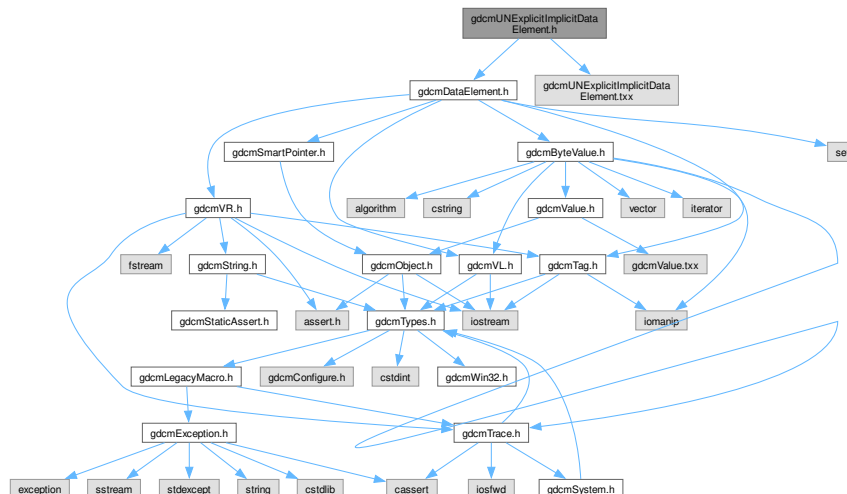 gdcmUNExplicitImplicitData
Element.h
gdcmDataElement.h
gdcmUNExplicitImplicitData
Element.txx
gdcmSmartPointer.h
gdcmByteValue.h
se
gdcmVR.h
algorithm
cstring
gdcmValue.h
vector
iterator
fstream
gdcmString.h
gdcmObject.h
gdcmVL.h
gdcmTag.h
gdcmValue.txx
gdcmStaticAssert.h
assert.h
gdcmTypes.h
iostream
iomanip
gdcmLegacyMacro.h
gdcmConfigure.h
cstdint
gdcmWin32.h
gdcmException.h
gdcmTrace.h
exception
sstream
stdexcept
string
cstdlib
cassert
iosfwd
gdcmSystem.h